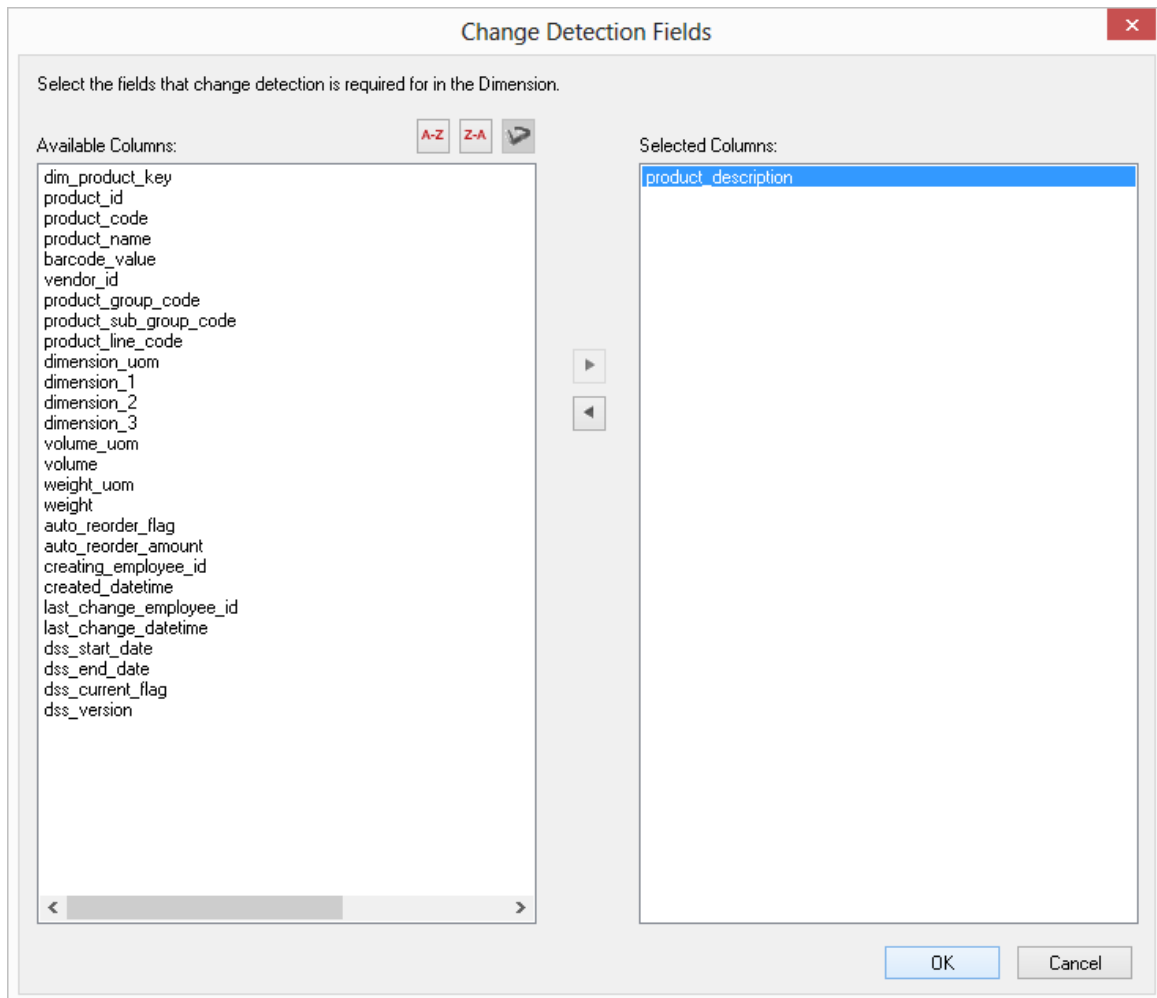 Change Detection Fields
Select the fields that change detection is required for in the Dimension.
Available Columns:
A-Z
Z-A
dim_product_key
product_id
product_code
product_name
barcode_value
vendor_id
product_group_code
product_sub_group_code
product_line_code
dimension_uom
dimension_1
dimension_2
dimension_3
volume_uom
volume
weight_uom
weight
auto_reorder_flag
auto_reorder_amount
creating_employee_id
created_datetime
last_change_employee_id
last_change_datetime
dss_start_date
dss_end_date
dss_current_flag
dss_version
Selected Columns:
product_description
OK
Cancel